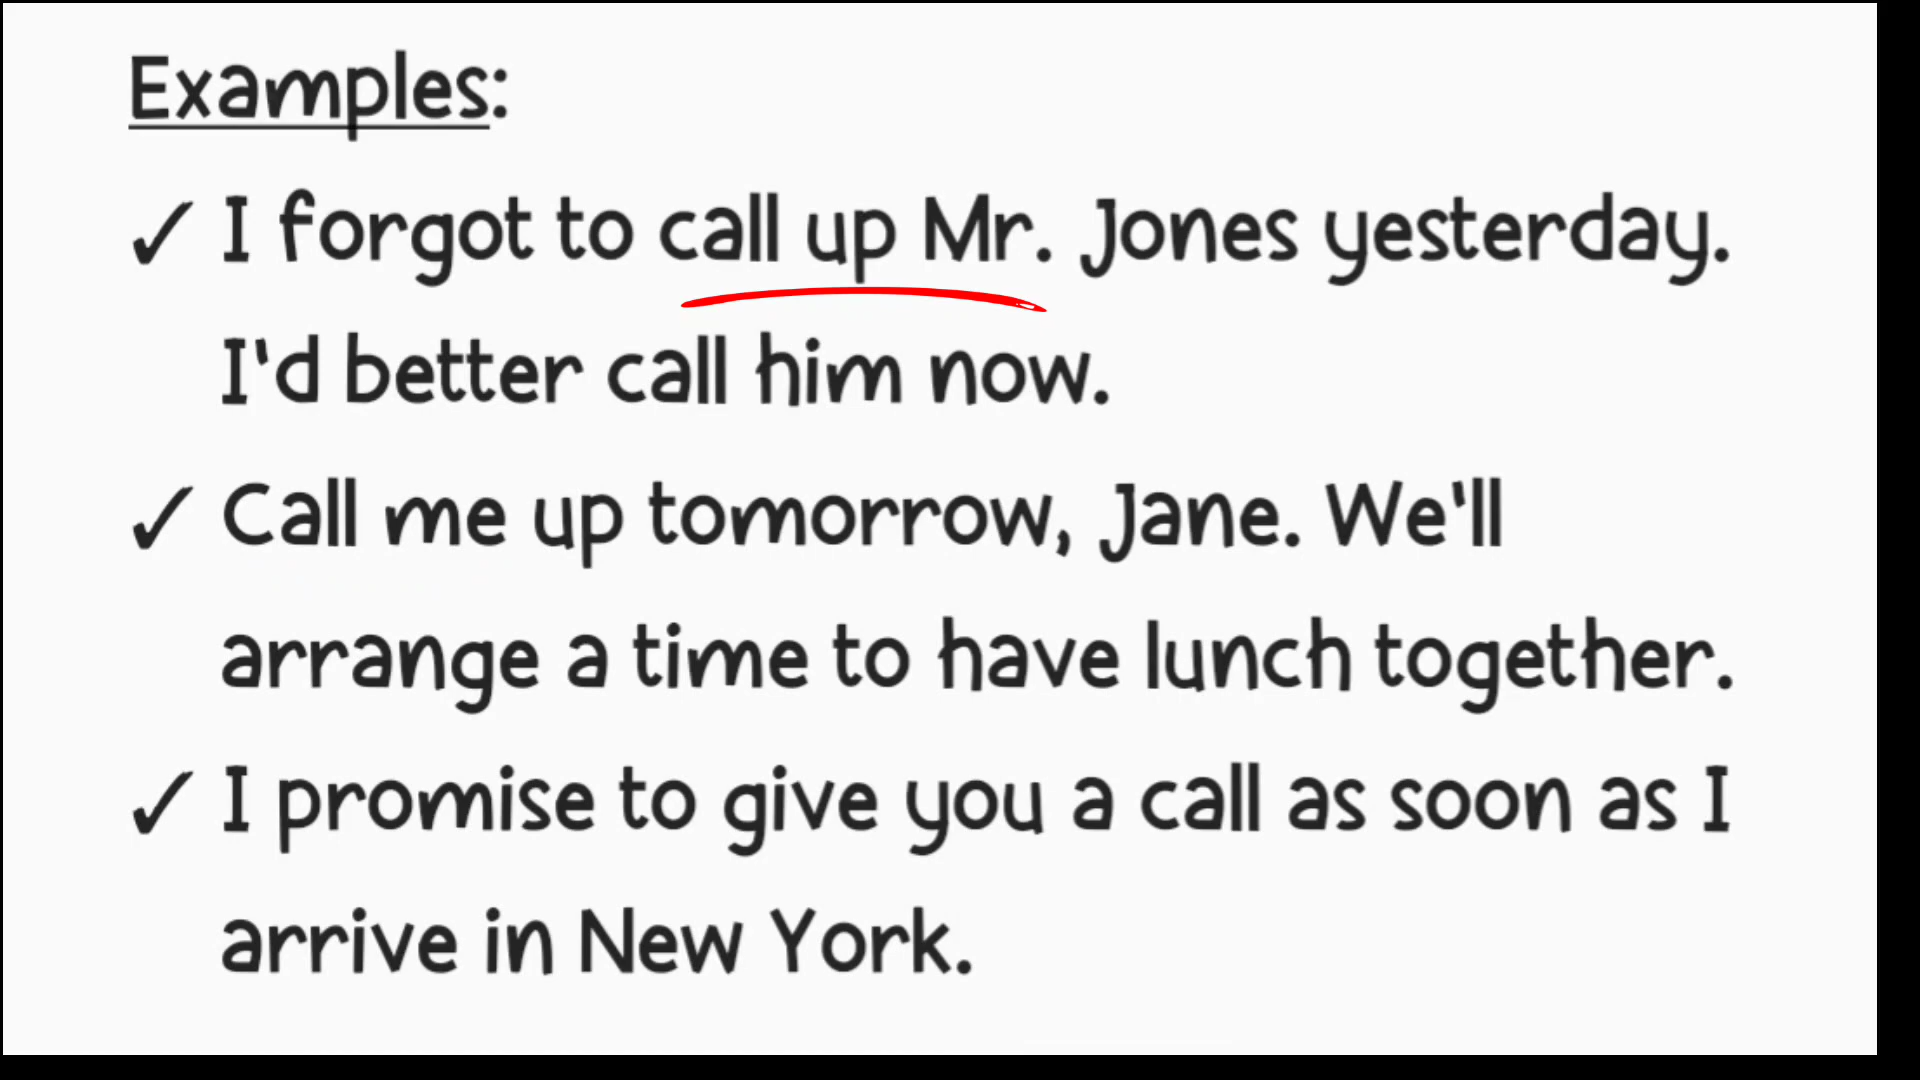 Examples:
✓ I forgot to call up Mr. Jones yesterday.
I'd better call him now.
✓ Call me up tomorrow, Jane. We'll
arrange a time to have lunch together.
✓ I promise to give you a call as soon as I
arrive in New York.